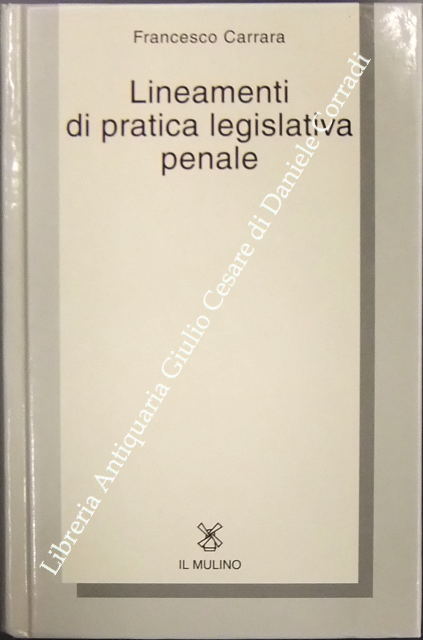 Francesco Carrara
Lineamenti
di pratica legislativa
penale
Libreria Antiquaria Giulio Cesare di Daniele Corradi
IL MULINO